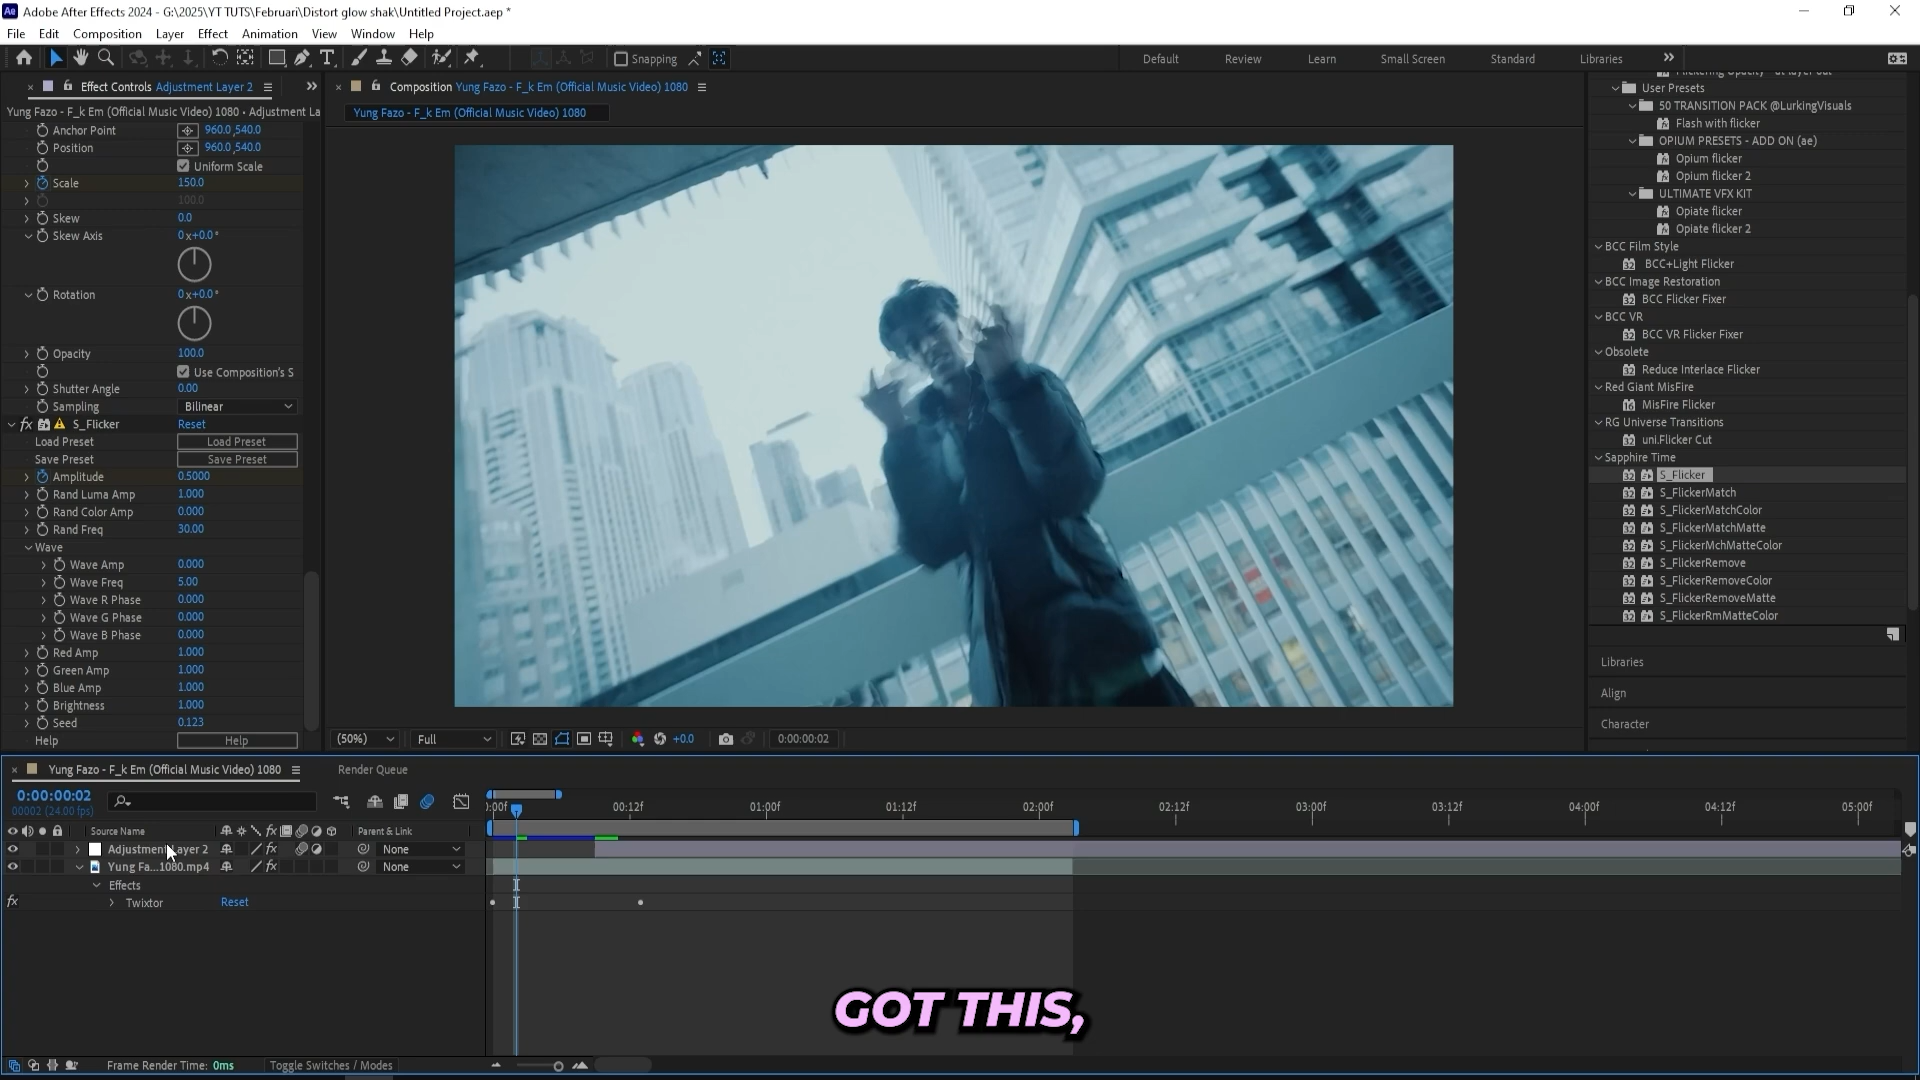 Adobe After Effects 2024 - G:\2025\YT TUTS\Februari\Distort glow shak\Untitled Project.aep *
File Edit Composition Layer Effect Animation View Window Help
Snapping
Default Review Learn Small Screen Standard Libraries
Effect Controls Adjustment Layer 2
Yung Fazo - F_k Em (Official Music Video) 1080 • Adjustment La
Anchor Point 960.0,540.0
Position 960.0,540.0
Uniform Scale
Scale 150.0
100.0
Skew 0.0
Skew Axis 0x+0.0°
Rotation 0x+0.0°
Opacity 100.0
Use Composition's S
Shutter Angle 0.00
Sampling Bilinear
fx S_Flicker Reset
Load Preset Load Preset
Save Preset Save Preset
Amplitude 0.5000
Rand Luma Amp 1.000
Rand Color Amp 0.000
Rand Freq 30.00
Wave
Wave Amp 0.000
Wave Freq 5.00
Wave R Phase 0.000
Wave G Phase 0.000
Wave B Phase 0.000
Red Amp 1.000
Green Amp 1.000
Blue Amp 1.000
Brightness 1.000
Seed 0.123
Help Help
Composition Yung Fazo - F_k Em (Official Music Video) 1080
Yung Fazo - F_k Em (Official Music Video) 1080
(50%) Full +0.0 0:00:00:02
User Presets
50 TRANSITION PACK @LurkingVisuals
Flash with flicker
OPIUM PRESETS - ADD ON (ae)
Opium flicker
Opium flicker 2
ULTIMATE VFX KIT
Opiate flicker
Opiate flicker 2
BCC Film Style
BCC+Light Flicker
BCC Image Restoration
BCC Flicker Fixer
BCC VR
BCC VR Flicker Fixer
Obsolete
Reduce Interlace Flicker
Red Giant MisFire
MisFire Flicker
RG Universe Transitions
uni.Flicker Cut
Sapphire Time
S_Flicker
S_FlickerMatch
S_FlickerMatchColor
S_FlickerMatchMatte
S_FlickerMchMatteColor
S_FlickerRemove
S_FlickerRemoveColor
S_FlickerRemoveMatte
S_FlickerRmMatteColor
Libraries
Align
Character
Yung Fazo - F_k Em (Official Music Video) 1080 Render Queue
0:00:00:02
00002 (24.00 fps)
:00f 00:12f 01:00f 01:12f 02:00f 02:12f 03:00f 03:12f 04:00f 04:12f 05:00f
Source Name Parent & Link
Adjustment Layer 2 None
Yung Fa...1080.mp4 None
Effects
fx Twixtor Reset
GOT THIS,
Frame Render Time: 0ms Toggle Switches / Modes